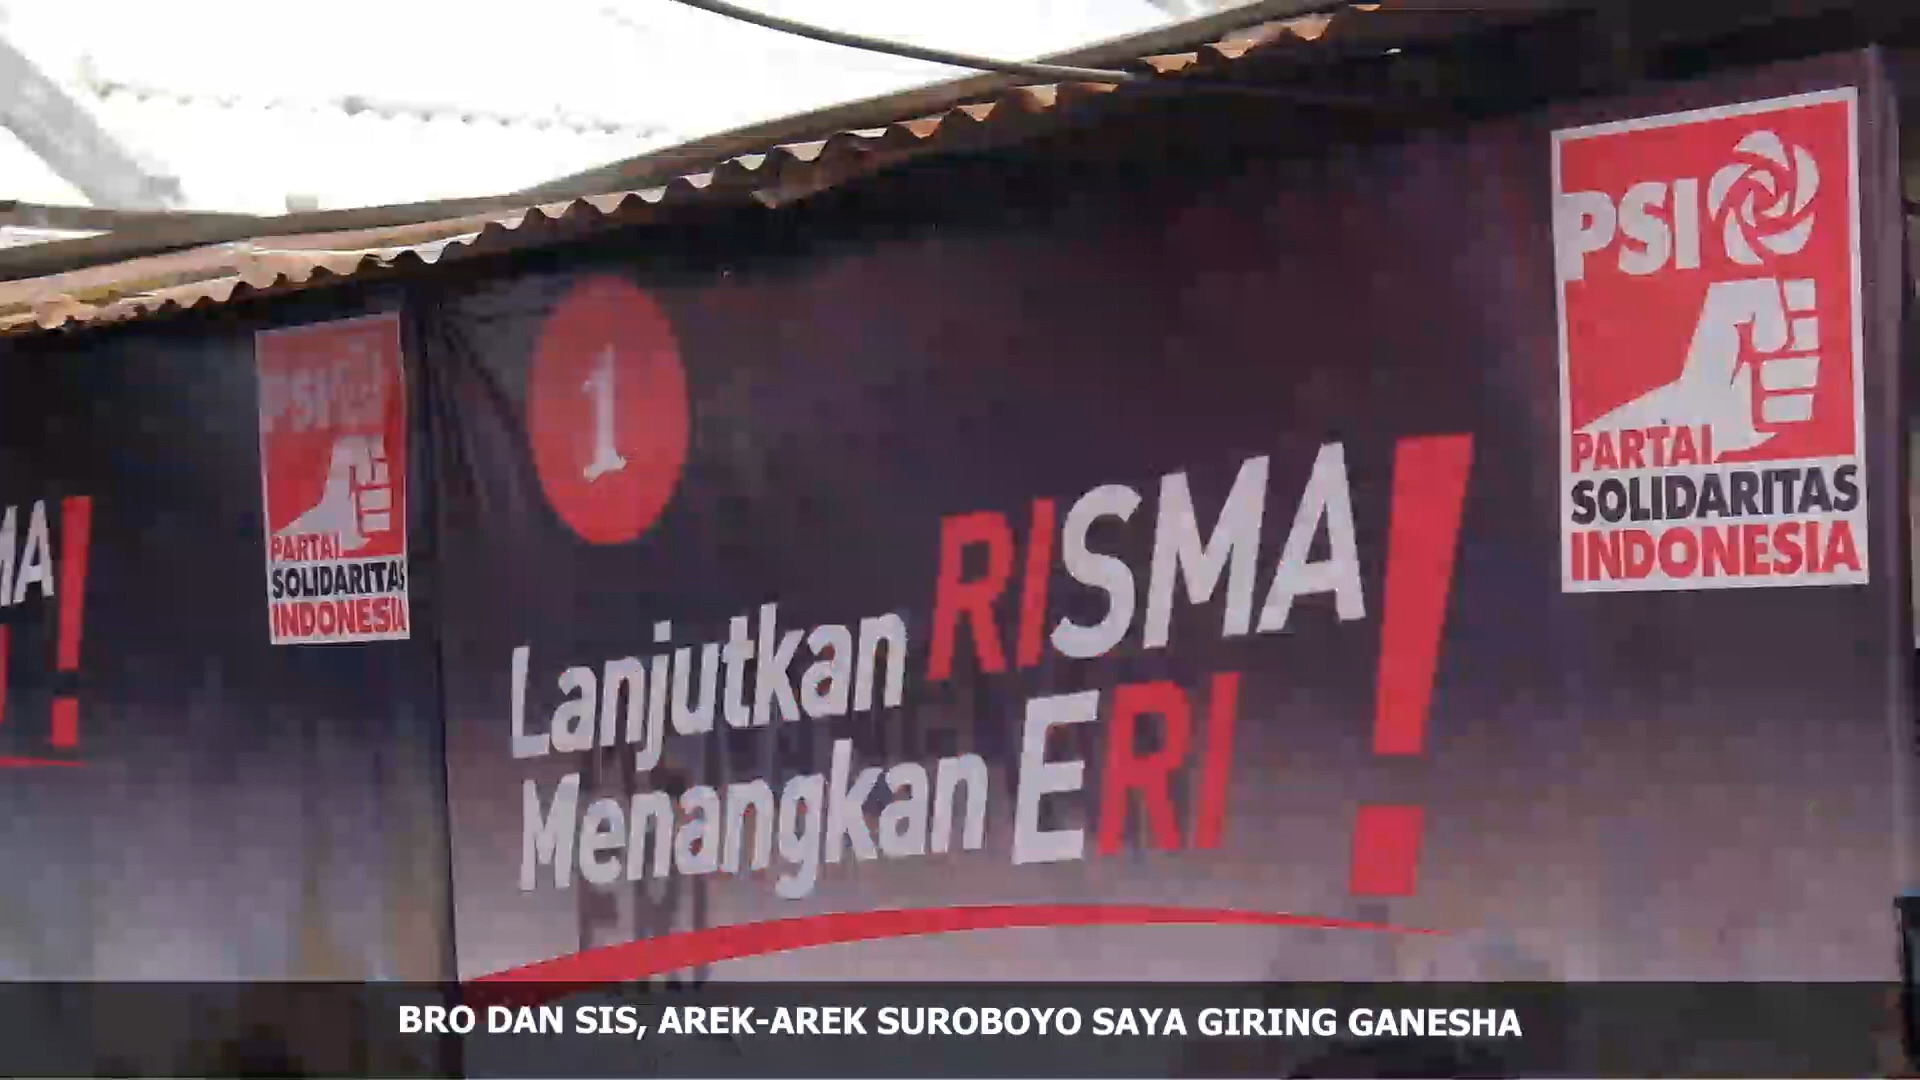 PSI
PARTAI
SOLIDARITAS
INDONESIA
MA!
PSI
PARTAI
SOLIDARITAS
INDONESIA
1
Lanjutkan RISMA
Menangkan ERI!
BRO DAN SIS, AREK-AREK SUROBOYO SAYA GIRING GANESHA